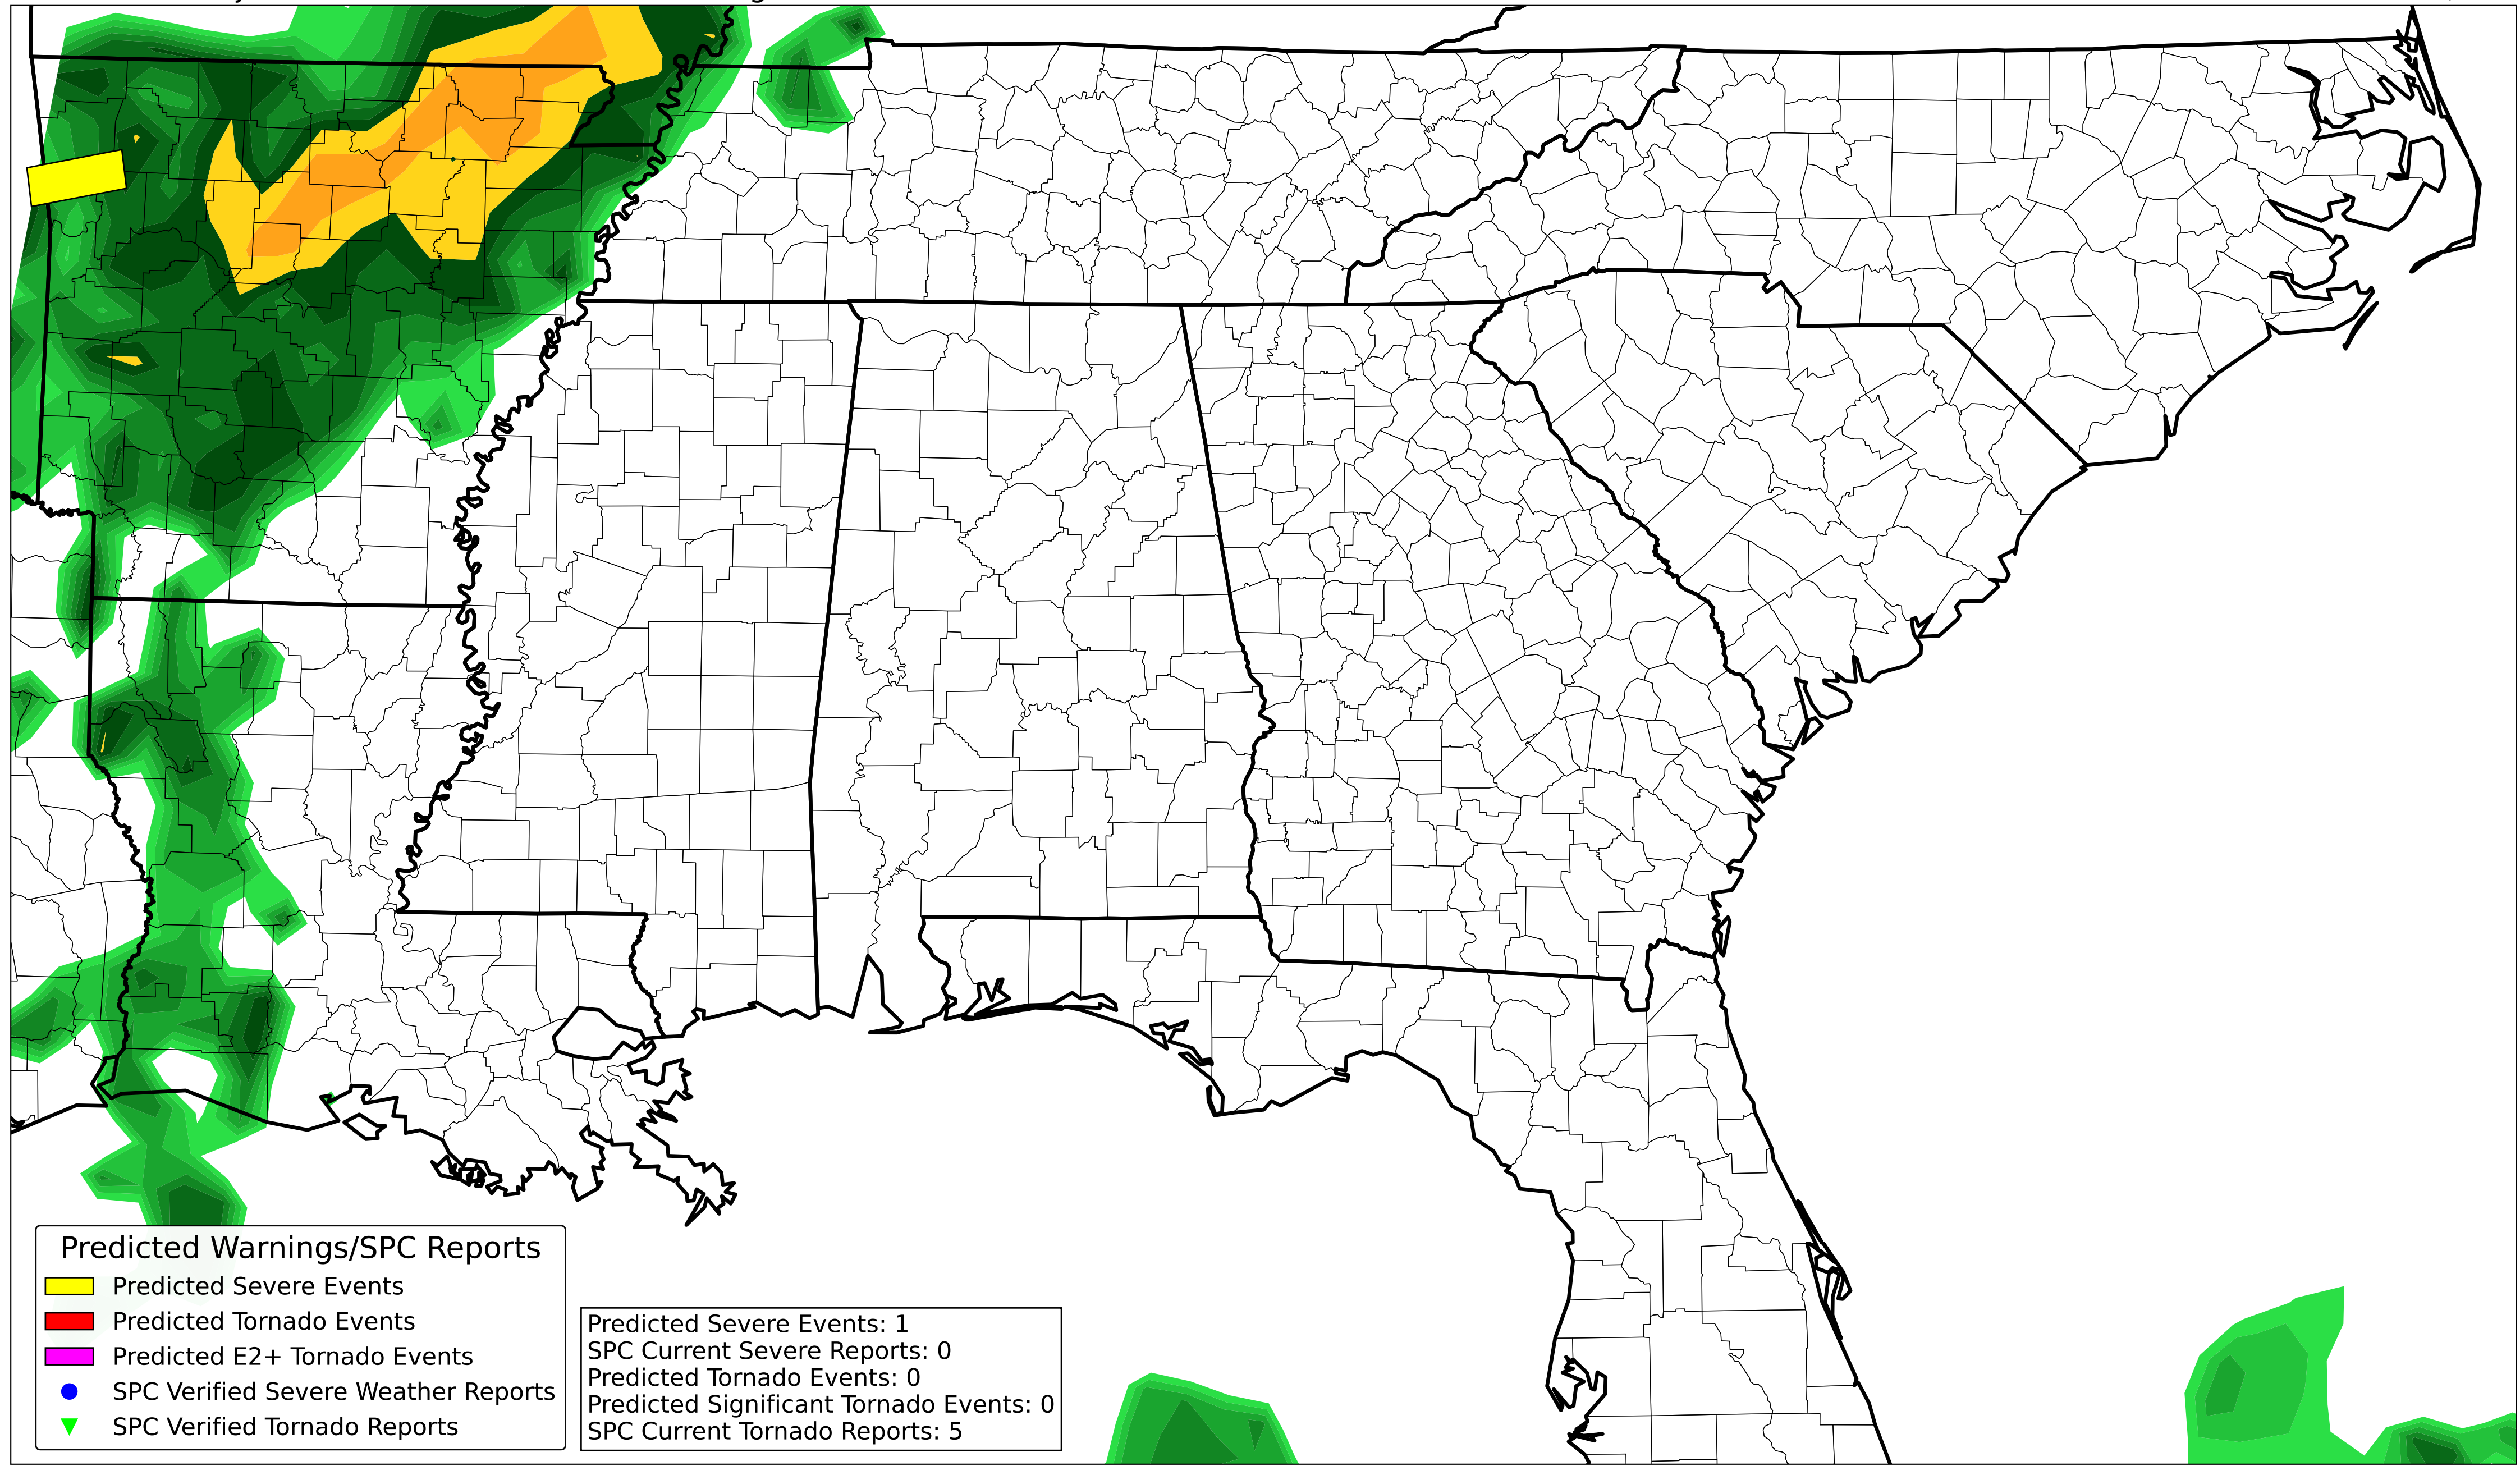 Predicted Warnings/SPC Reports
Predicted Severe Events
Predicted Tornado Events
Predicted E2+ Tornado Events
SPC Verified Severe Weather Reports
SPC Verified Tornado Reports
Predicted Severe Events: 1
SPC Current Severe Reports: 0
Predicted Tornado Events: 0
Predicted Significant Tornado Events: 0
SPC Current Tornado Reports: 5